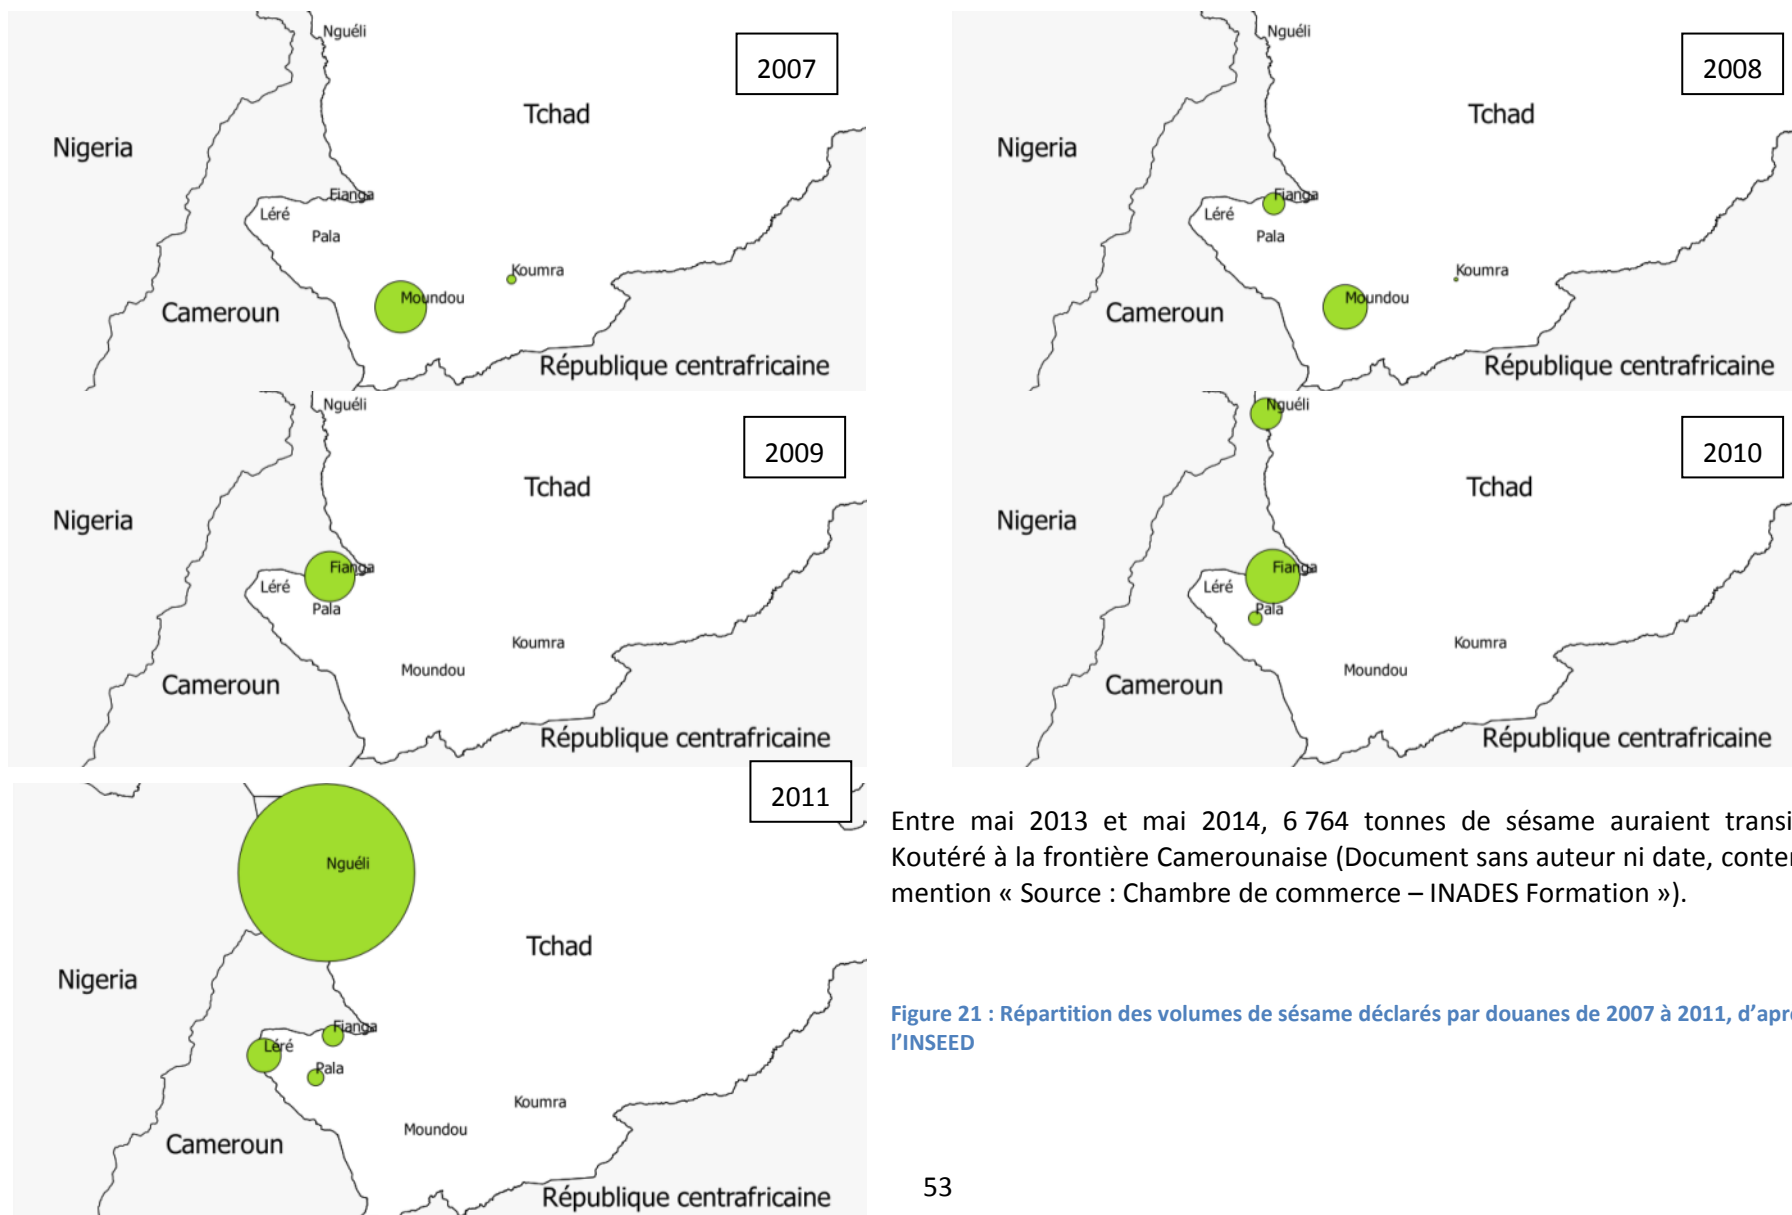 Nguéli
2007
Tchad
Nigeria
Fianga
Léré
Pala
Koumra
Moundou
Cameroun
République centrafricaine
Nguéli
2008
Tchad
Nigeria
Fianga
Léré
Pala
Koumra
Moundou
Cameroun
République centrafricaine
Nguéli
2009
Tchad
Nigeria
Fianga
Léré
Pala
Koumra
Moundou
Cameroun
République centrafricaine
Nguéli
2010
Tchad
Nigeria
Fianga
Léré
Pala
Koumra
Moundou
Cameroun
République centrafricaine
2011
Nguéli
Tchad
Nigeria
Fianga
Léré
Pala
Koumra
Moundou
Cameroun
République centrafricaine
Entre mai 2013 et mai 2014, 6 764 tonnes de sésame auraient transi
Koutéré à la frontière Camerounaise (Document sans auteur ni date, conter
mention « Source : Chambre de commerce – INADES Formation »).
Figure 21 : Répartition des volumes de sésame déclarés par douanes de 2007 à 2011, d'apr
l'INSEED
53